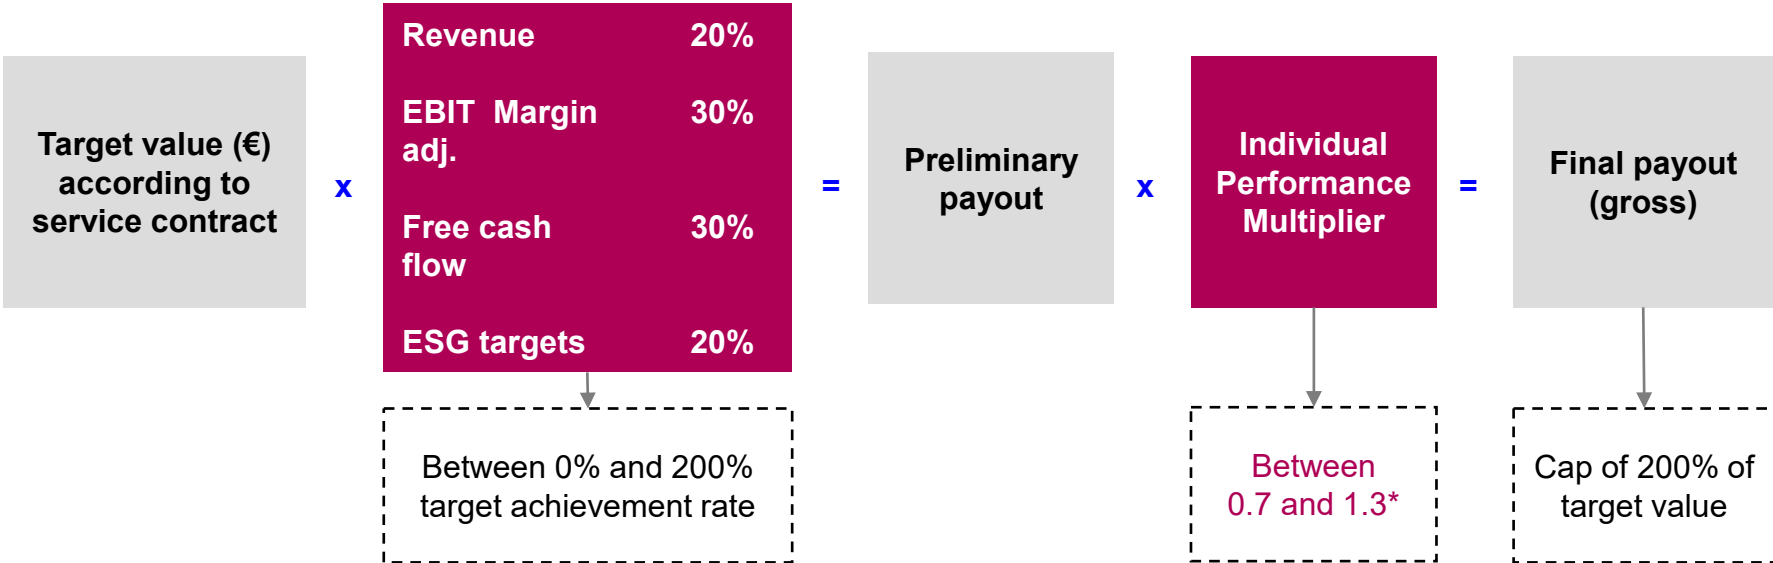 Target value (€)
according to
service contract
x
Revenue 20%
EBIT  Margin 30%
adj.
Free cash 30%
flow
ESG targets 20%
=
Preliminary
payout
x
Individual
Performance
Multiplier
=
Final payout
(gross)
Between 0% and 200%
target achievement rate
Between
0.7 and 1.3*
Cap of 200% of
target value